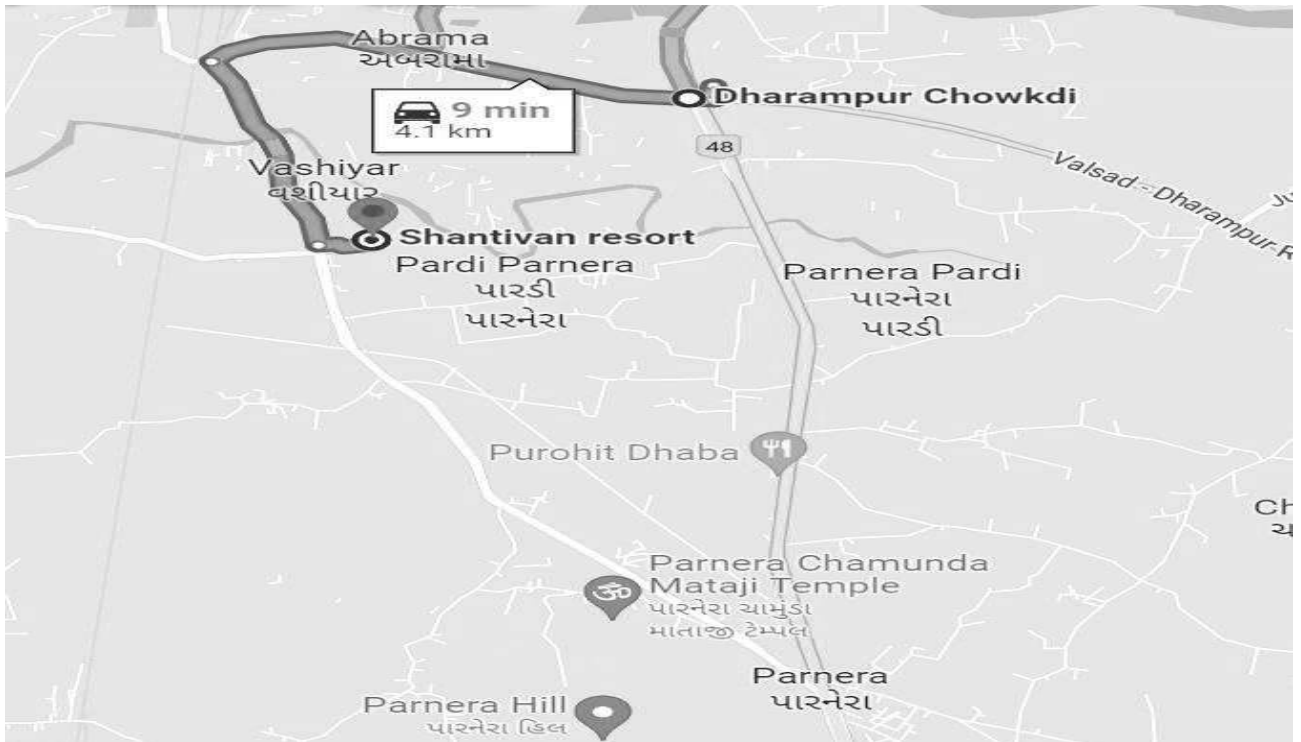 Abrama
અબરામા
9 min
4.1 km
Dharampur Chowkdi
48
Vashiyar
વશીયાર
Valsad - Dharampur-R
Shantivan resort
Pardi Parnera
પારડી
પારનેરા
Parnera Pardi
પારનેરા
પારડી
Purohit Dhaba
Ch
ચ
Parnera Chamunda
Mataji Temple
પારનેરા ચામુંડા
માતાજી ટેમ્પલ
Parnera
પારનેરા
Parnera Hill
પારનેરા હિલ